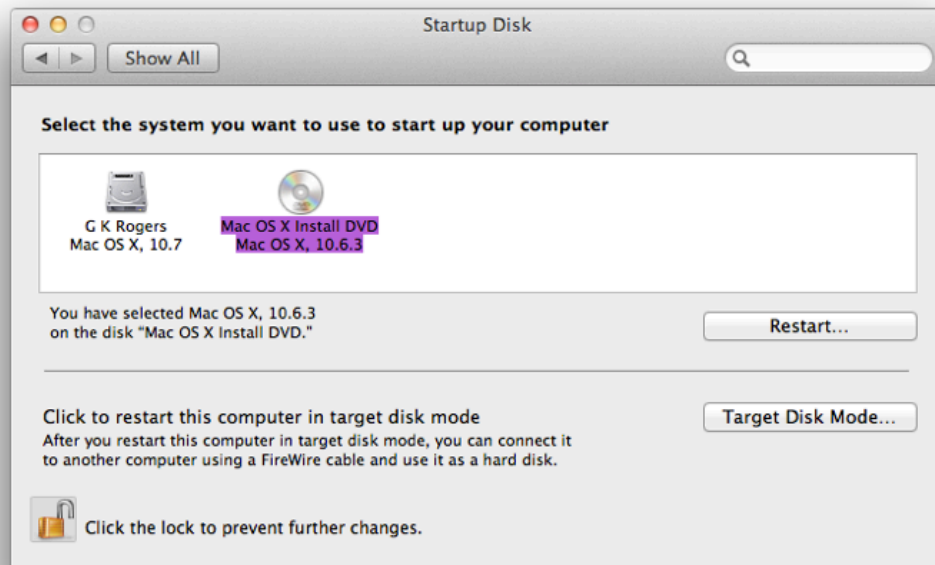 Startup Disk
Show All
Select the system you want to use to start up your computer
G K Rogers
Mac OS X, 10.7
Mac OS X Install DVD
Mac OS X, 10.6.3
You have selected Mac OS X, 10.6.3
on the disk “Mac OS X Install DVD.”
Restart...
Click to restart this computer in target disk mode
Target Disk Mode...
After you restart this computer in target disk mode, you can connect it
to another computer using a FireWire cable and use it as a hard disk.
Click the lock to prevent further changes.